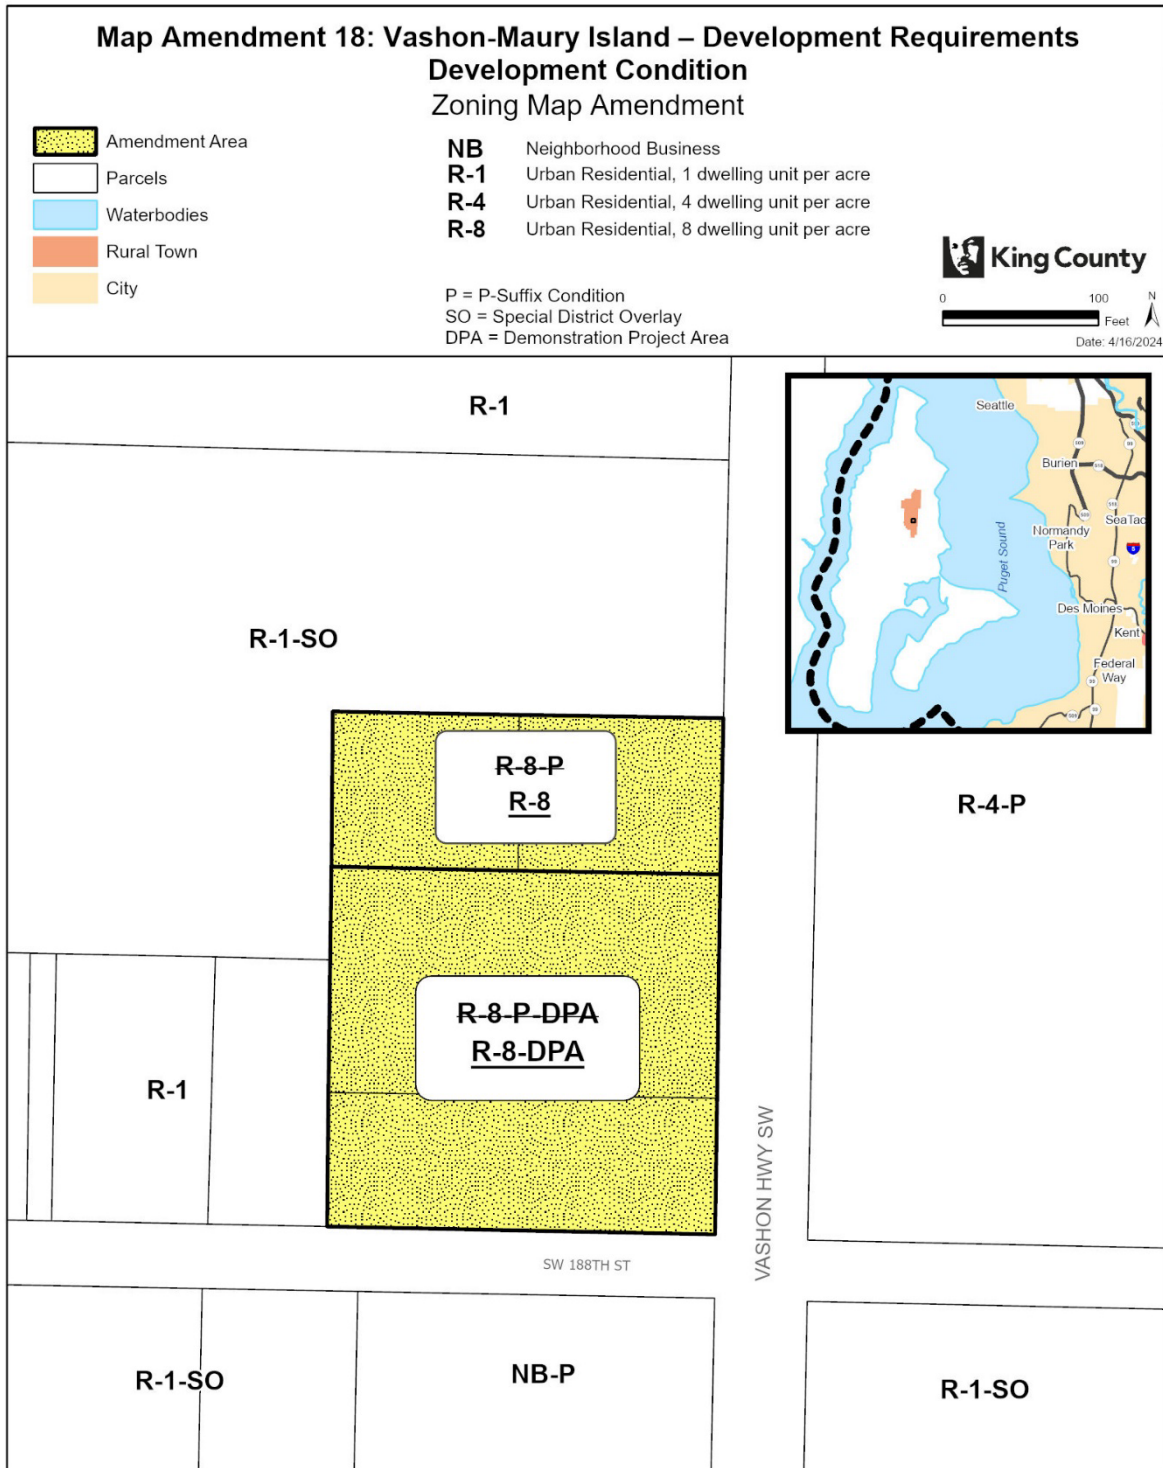 Map Amendment 18: Vashon-Maury Island – Development Requirements
Development Condition
Zoning Map Amendment
Amendment Area
Parcels
Waterbodies
Rural Town
City
NB Neighborhood Business
R-1 Urban Residential, 1 dwelling unit per acre
R-4 Urban Residential, 4 dwelling unit per acre
R-8 Urban Residential, 8 dwelling unit per acre
P = P-Suffix Condition
SO = Special District Overlay
DPA = Demonstration Project Area
King County
0 100
Feet
N
Date: 4/16/2024
R-1
Seattle
Burien
Normandy
Park
SeaTac
Puget Sound
Des Moines
Kent
Federal
Way
R-1-SO
R-8-P
R-8
R-4-P
R-8-P-DPA
R-8-DPA
R-1
VASHON HWY SW
SW 188TH ST
R-1-SO
NB-P
R-1-SO